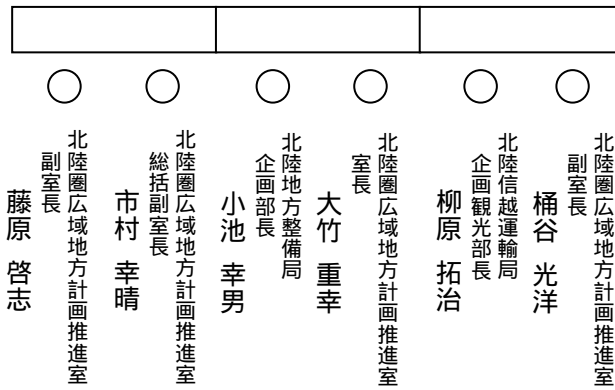 北陸圏広域地方計画推進室
副室長
桶谷 光洋
北陸信越運輸局
企画観光部長
柳原 拓治
北陸圏広域地方計画推進室
室長
大竹 重幸
北陸地方整備局
企画部長
小池 幸男
北陸圏広域地方計画推進室
総括副室長
市村 幸晴
北陸圏広域地方計画推進室
副室長
藤原 啓志